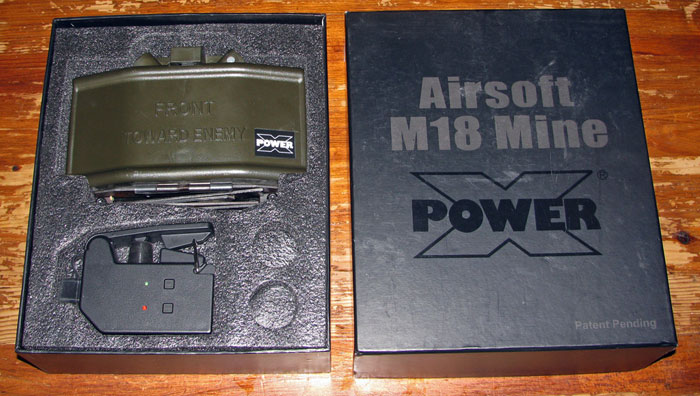 FRONT
TOWARD ENEMY
X POWER
Airsoft
M18 Mine
X POWER®
Patent Pending